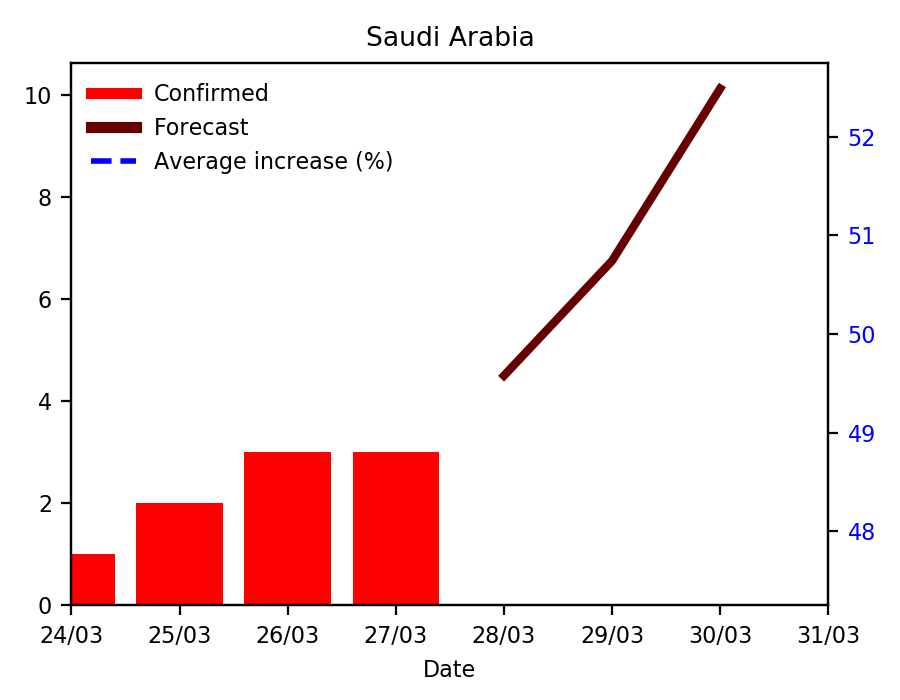 Saudi Arabia
Confirmed
Forecast
Average increase (%)
10
8
6
4
2
0
52
51
50
49
48
24/03 25/03 26/03 27/03 28/03 29/03 30/03 31/03
Date